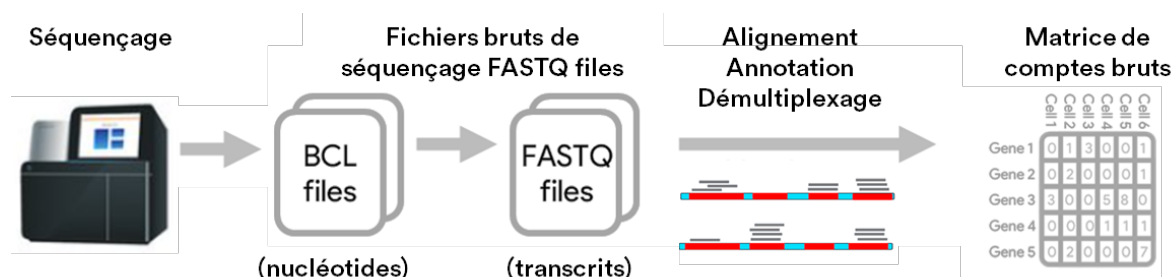 Séquençage
Fichiers bruts de
séquençage FASTQ files
Alignement
Annotation
Démultiplexage
Matrice de
comptes bruts
BCL
files
(nucléotides)
FASTQ
files
(transcrits)
Cell 1 Cell 2 Cell 3 Cell 4 Cell 5 Cell 6
Gene 1 0 1 3 0 0 1
Gene 2 0 2 0 0 0 1
Gene 3 3 0 0 5 8 0
Gene 4 0 0 0 1 1 1
Gene 5 0 2 0 0 0 7